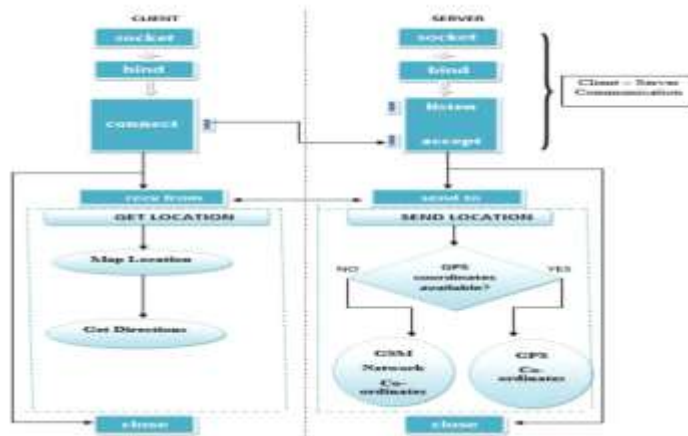 CLIENT
socket
bind
connect
recv from
GET LOCATION
Map Location
Get Directions
close
SERVER
socket
bind
listen
accept
send to
SEND LOCATION
GPS
coordinates
available?
NO
YES
GSM
Network
Co-
ordinates
GPS
Co-
ordinates
close
Client – Server
Communication